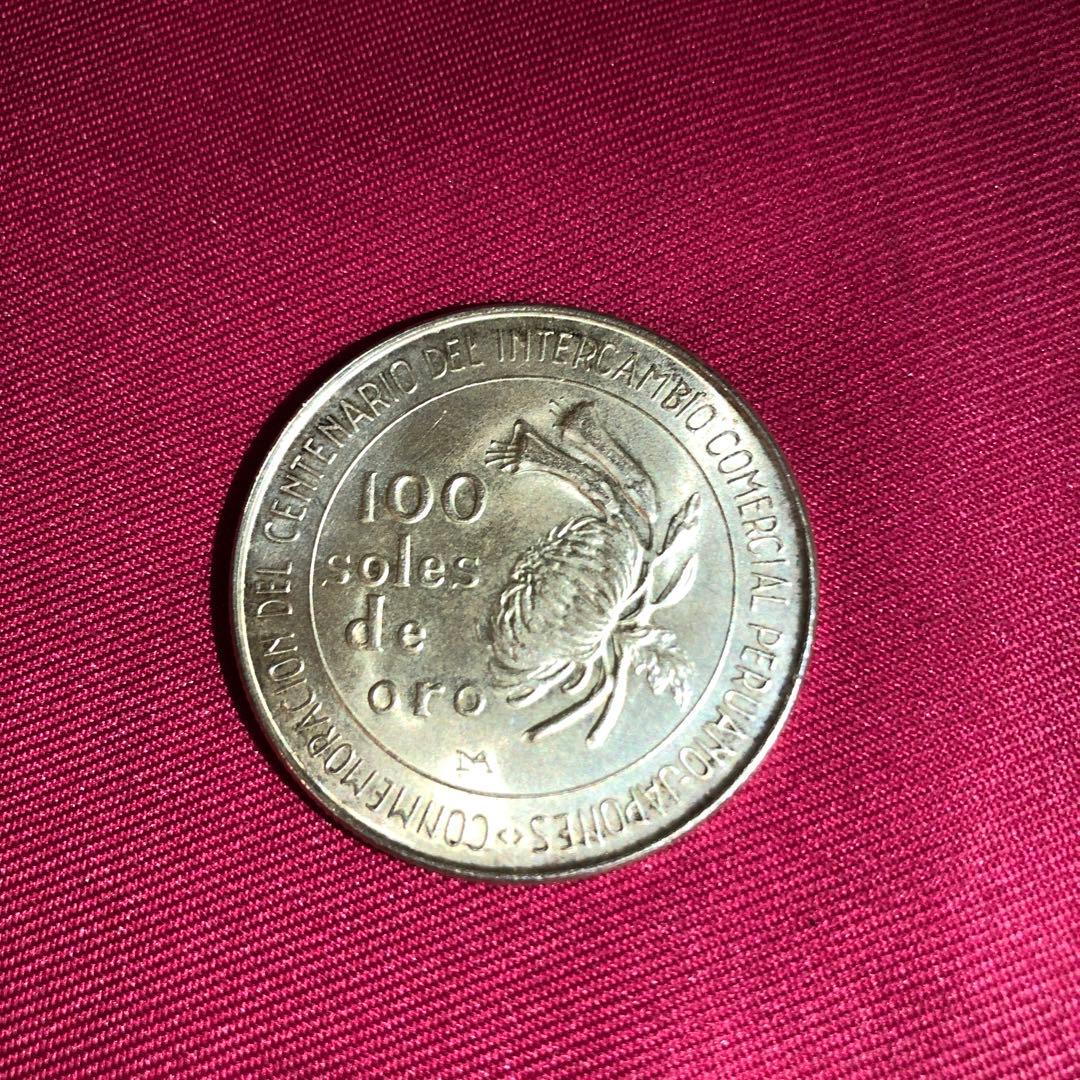 CONMEMORACION DEL CENTENARIO DEL INTERCAMBIO COMERCIAL PERUANO-JAPONES
100
soles
de
oro